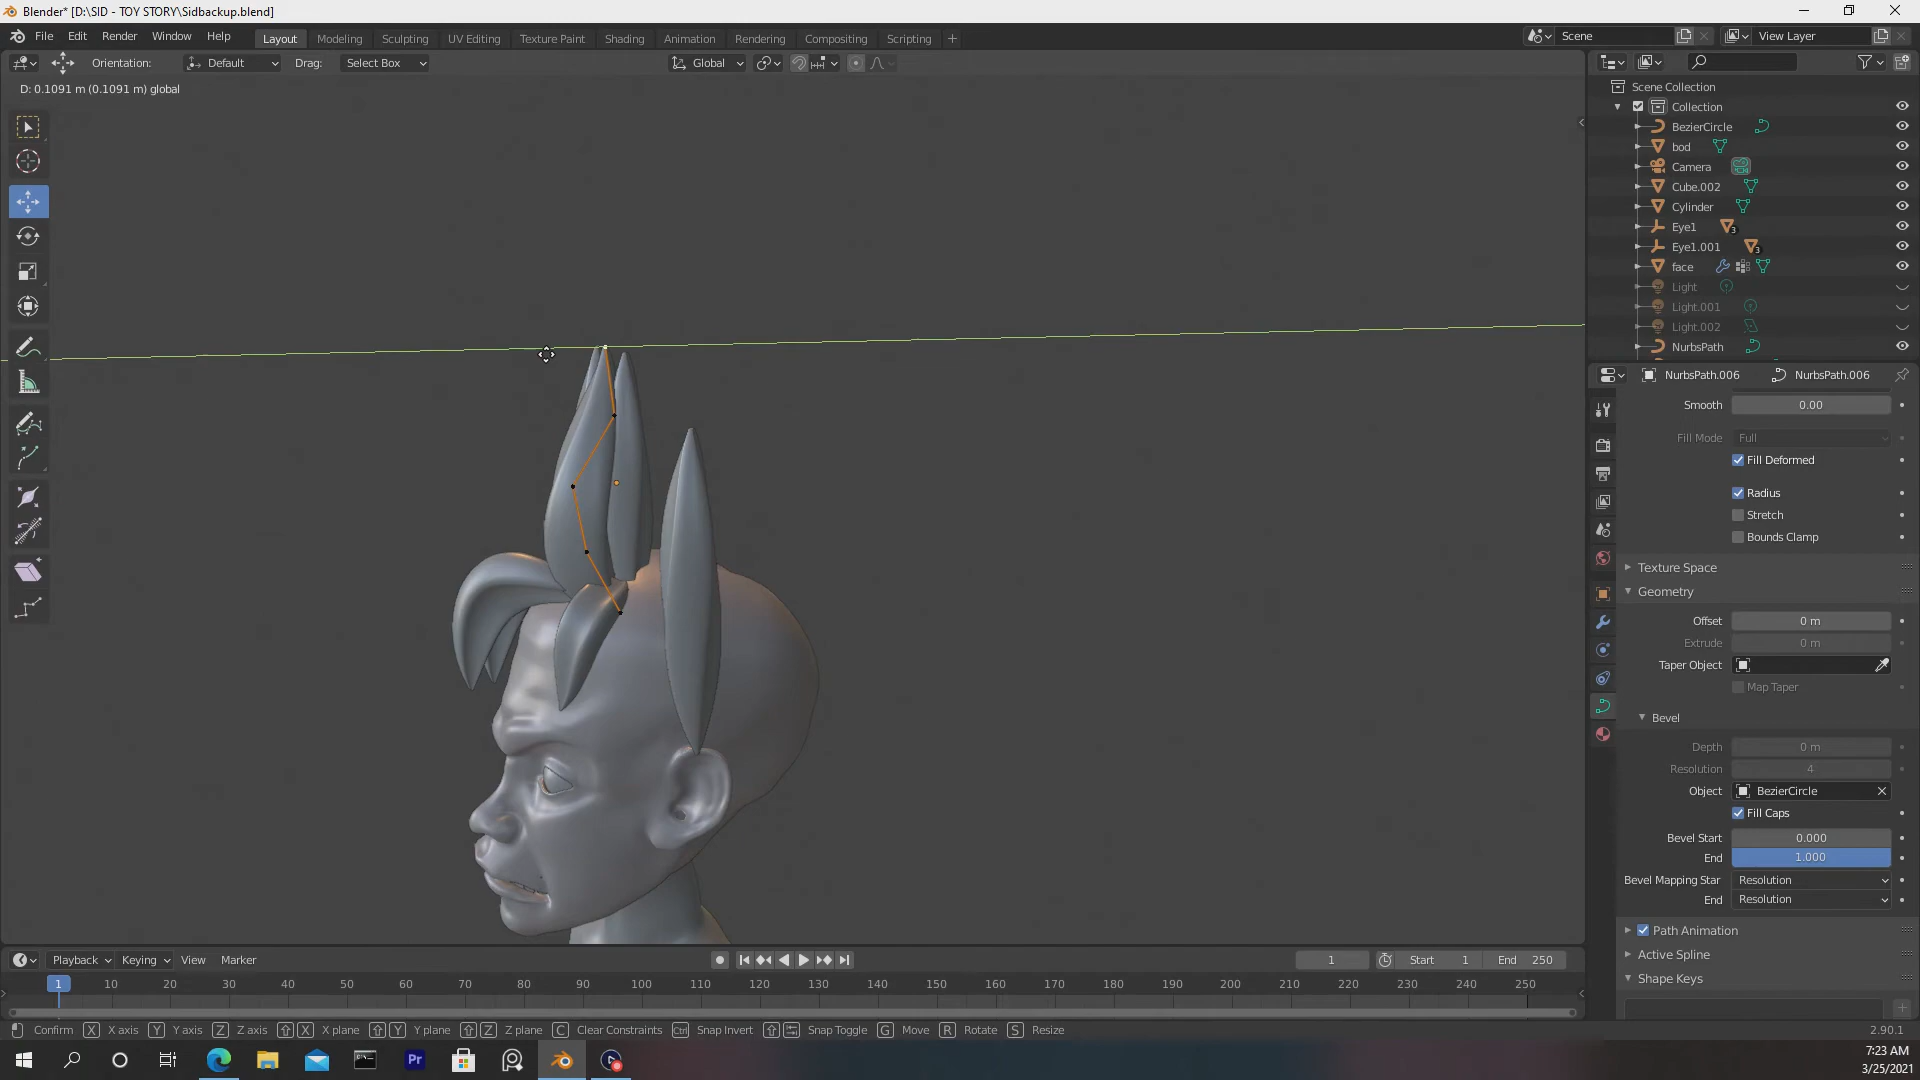 Blender* [D:\SID - TOY STORY\Sidbackup.blend]
File Edit Render Window Help Layout Modeling Sculpting UV Editing Texture Paint Shading Animation Rendering Compositing Scripting + Scene View Layer
Orientation: Default Drag: Select Box Global
D: 0.1091 m (0.1091 m) global
Scene Collection
Collection
BezierCircle
bod
Camera
Cube.002
Cylinder
Eye1 3
Eye1.001 3
face
Light
Light.001
Light.002
NurbsPath
NurbsPath.006 NurbsPath.006
Smooth 0.00
Fill Mode Full
Fill Deformed
Radius
Stretch
Bounds Clamp
Texture Space
Geometry
Offset 0 m
Extrude 0 m
Taper Object
Map Taper
Bevel
Depth 0 m
Resolution 4
Object BezierCircle
Fill Caps
Bevel Start 0.000
End 1.000
Bevel Mapping Star Resolution
End Resolution
Path Animation
Active Spline
Shape Keys
Playback Keying View Marker 1 Start 1 End 250
1 10 20 30 40 50 60 70 80 90 100 110 120 130 140 150 160 170 180 190 200 210 220 230 240 250
Confirm X X axis Y Y axis Z Z axis X X plane Y Y plane Z Z plane C Clear Constraints Ctrl Snap Invert Snap Toggle G Move R Rotate S Resize 2.90.1
Pr
7:23 AM
3/25/2021